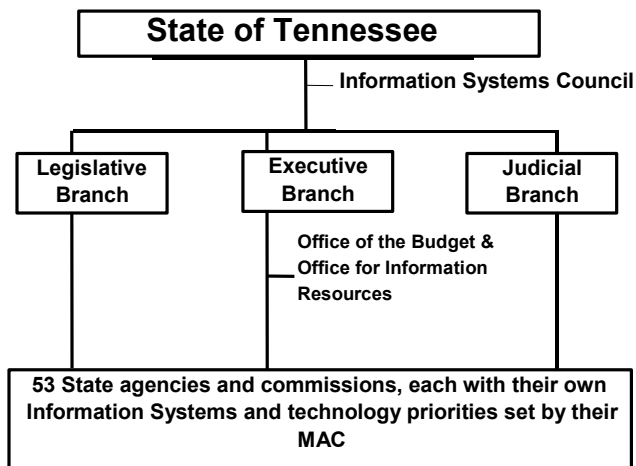 State of Tennessee
Information Systems Council
Legislative
Branch
Executive
Branch
Judicial
Branch
Office of the Budget &
Office for Information
Resources
53 State agencies and commissions, each with their own
Information Systems and technology priorities set by their
MAC